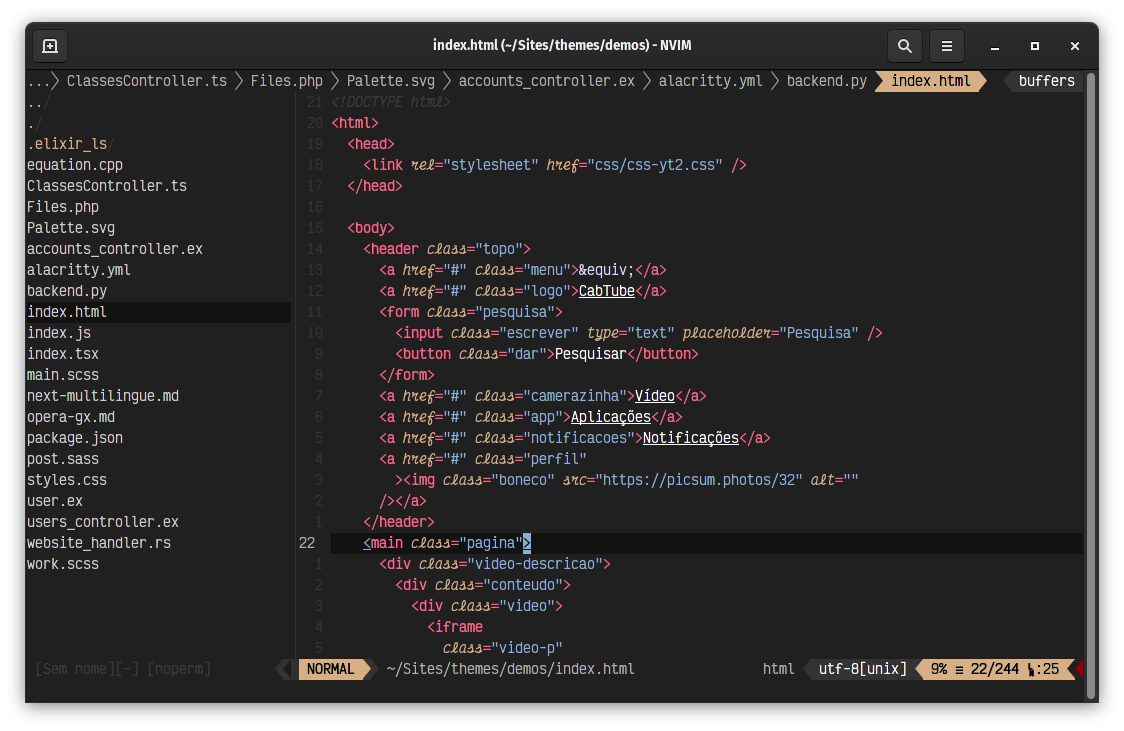 index.html (~/Sites/themes/demos) - NVIM
... ClassesController.ts Files.php Palette.svg accounts_controller.ex alacritty.yml backend.py index.html buffers
../
./
.elixir_ls/
equation.cpp
ClassesController.ts
Files.php
Palette.svg
accounts_controller.ex
alacritty.yml
backend.py
index.html
index.js
index.tsx
main.scss
next-multilingue.md
opera-gx.md
package.json
post.sass
styles.css
user.ex
users_controller.ex
website_handler.rs
work.scss
21 <!DOCTYPE html>
20 <html>
19   <head>
18     <link rel="stylesheet" href="css/css-yt2.css" />
17   </head>
16
15   <body>
14     <header class="topo">
13       <a href="#" class="menu">&equiv;</a>
12       <a href="#" class="logo">CabTube</a>
11       <form class="pesquisa">
10         <input class="escrever" type="text" placeholder="Pesquisa" />
9         <button class="dar">Pesquisar</button>
8       </form>
7       <a href="#" class="camerazinha">Vídeo</a>
6       <a href="#" class="app">Aplicações</a>
5       <a href="#" class="notificacoes">Notificações</a>
4       <a href="#" class="perfil"
3         ><img class="boneco" src="https://picsum.photos/32" alt=""
2       /></a>
1     </header>
22     <main class="pagina">
1       <div class="video-descricao">
2         <div class="conteudo">
3           <div class="video">
4             <iframe
5               class="video-p"
[Sem nome][-] [noperm] NORMAL ~/Sites/themes/demos/index.html html utf-8[unix] 9% ≡ 22/244 :25